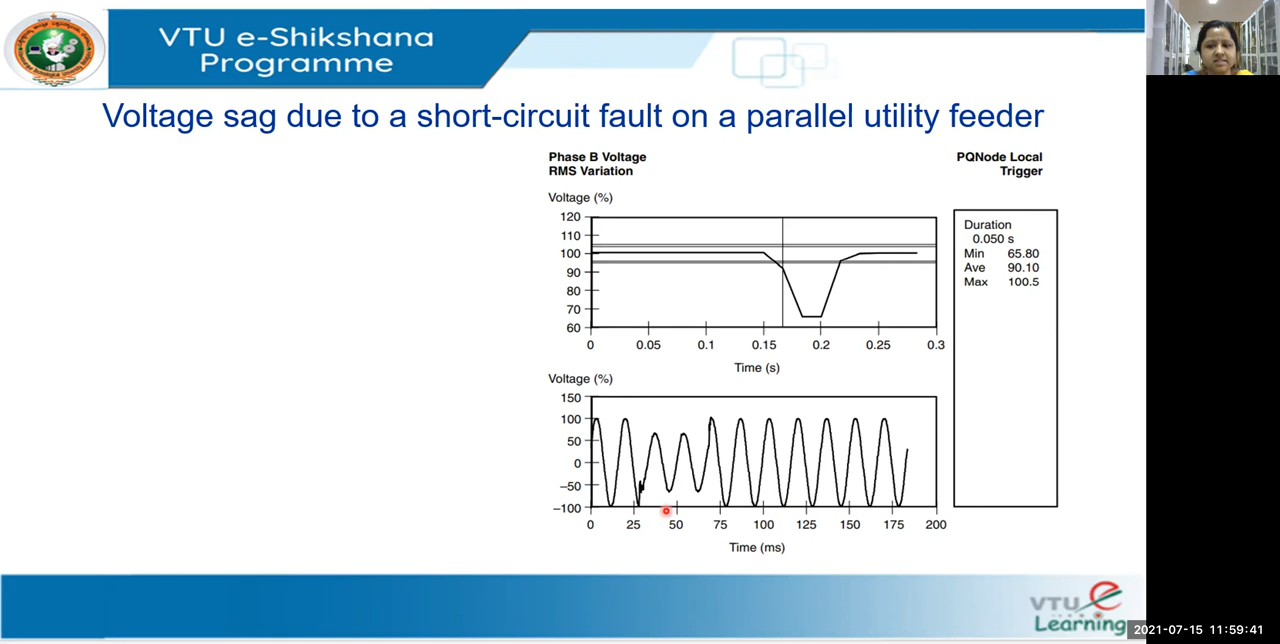 VTU e-Shikshana
Programme
Voltage sag due to a short-circuit fault on a parallel utility feeder
Phase B Voltage
RMS Variation
PQNode Local
Trigger
Voltage (%)
120
110
100
90
80
70
60
0 0.05 0.1 0.15 0.2 0.25 0.3
Time (s)
Duration
0.050 s
Min 65.80
Ave 90.10
Max 100.5
Voltage (%)
150
100
50
0
−50
−100
0 25 50 75 100 125 150 175 200
Time (ms)
VTU e
Learning
2021-07-15 11:59:41